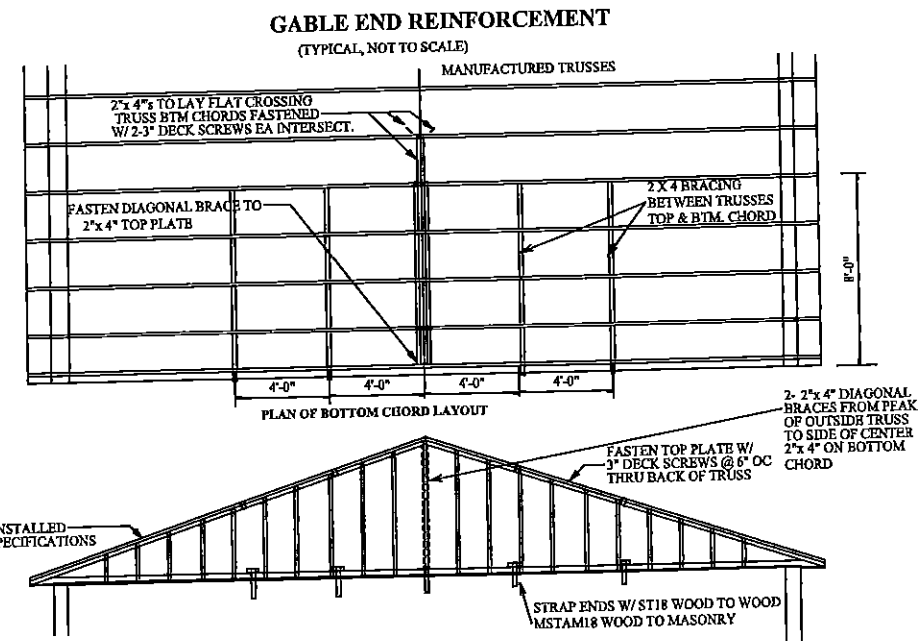 GABLE END REINFORCEMENT
(TYPICAL, NOT TO SCALE)
MANUFACTURED TRUSSES
2"x 4"'s TO LAY FLAT CROSSING
TRUSS BTM CHORDS FASTENED
W/ 2-3" DECK SCREWS EA INTERSECT.
FASTEN DIAGONAL BRACE TO
2"x 4" TOP PLATE
2 X 4 BRACING
BETWEEN TRUSSES
TOP & BTM. CHORD
8'-0"
4'-0" 4'-0" 4'-0" 4'-0"
PLAN OF BOTTOM CHORD LAYOUT
2- 2"x 4" DIAGONAL
BRACES FROM PEAK
OF OUTSIDE TRUSS
TO SIDE OF CENTER
2"x 4" ON BOTTOM
CHORD
FASTEN TOP PLATE W/
3" DECK SCREWS @ 6" OC
THRU BACK OF TRUSS
NSTALLED
PECIFICATIONS
STRAP ENDS W/ ST18 WOOD TO WOOD
MSTAM18 WOOD TO MASONRY